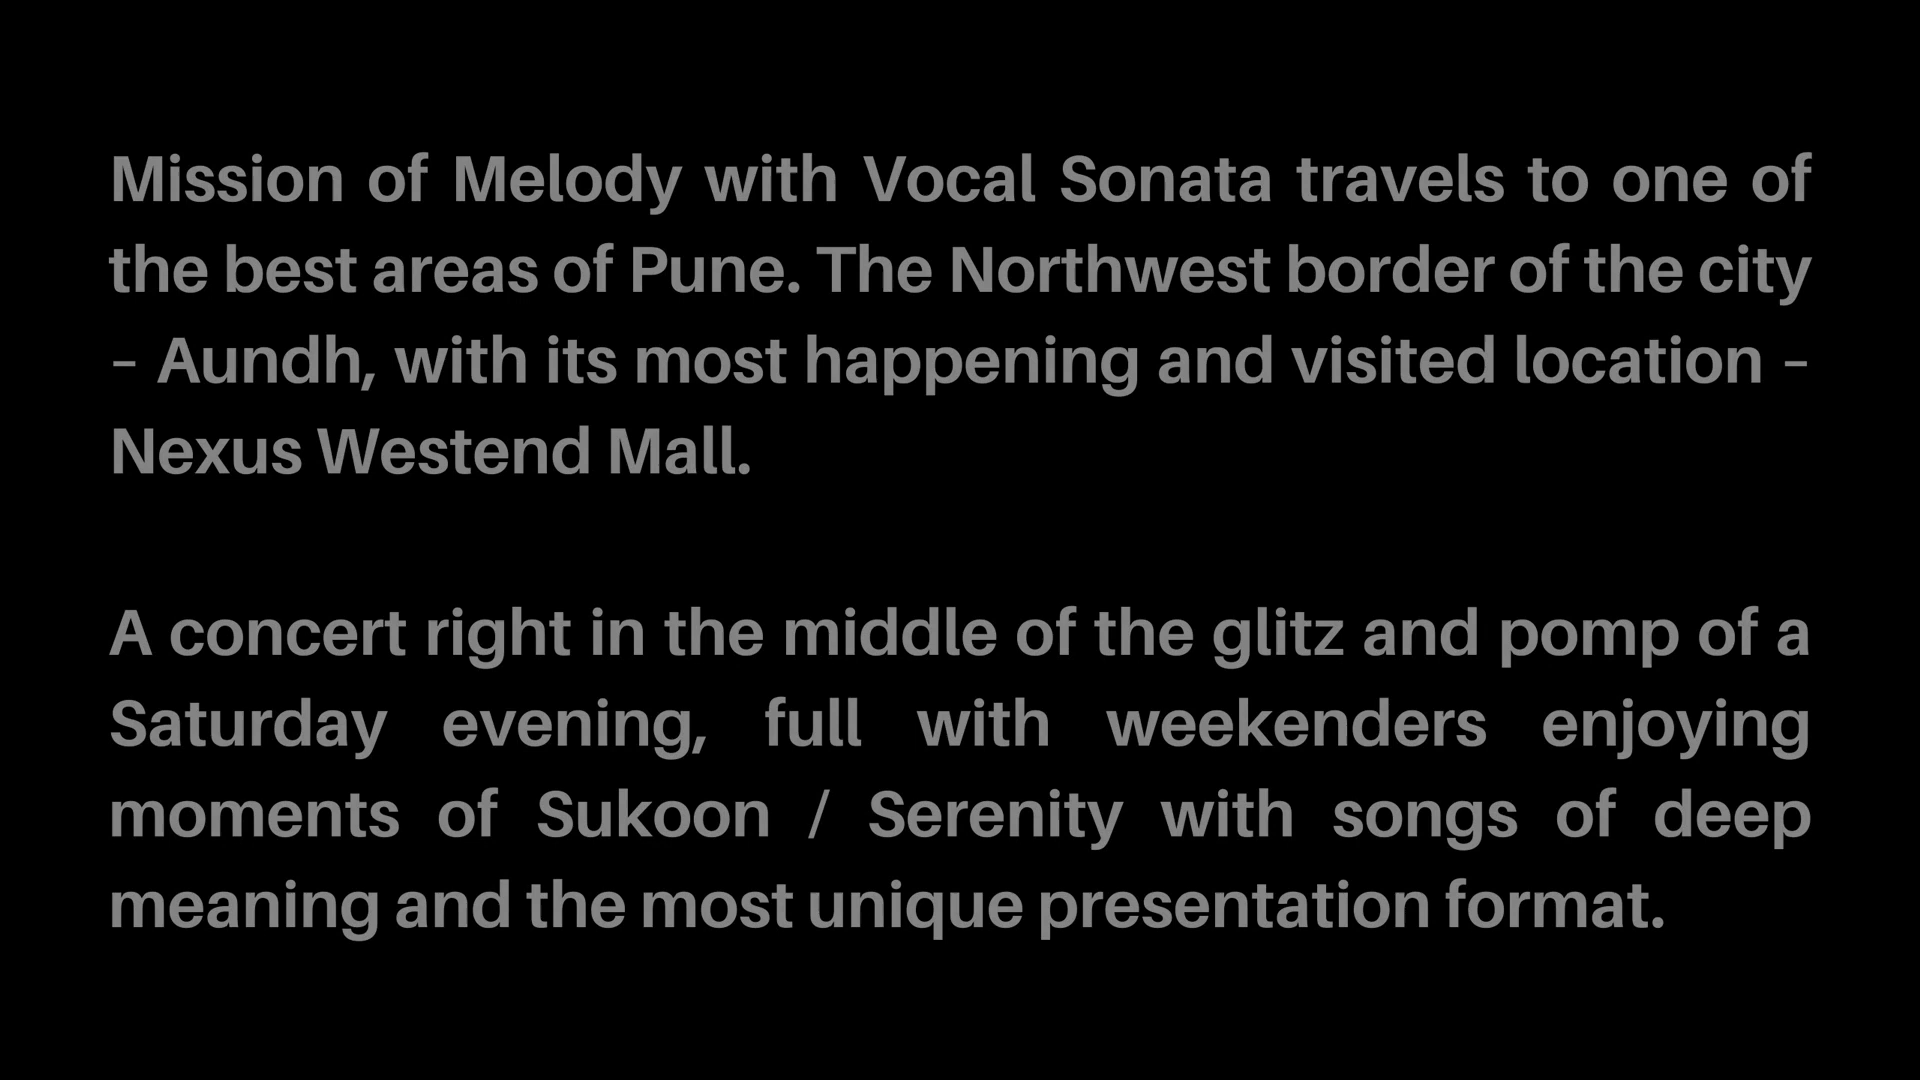 Mission of Melody with Vocal Sonata travels to one of
the best areas of Pune. The Northwest border of the city
– Aundh, with its most happening and visited location –
Nexus Westend Mall.
A concert right in the middle of the glitz and pomp of a
Saturday evening, full with weekenders enjoying
moments of Sukoon / Serenity with songs of deep
meaning and the most unique presentation format.